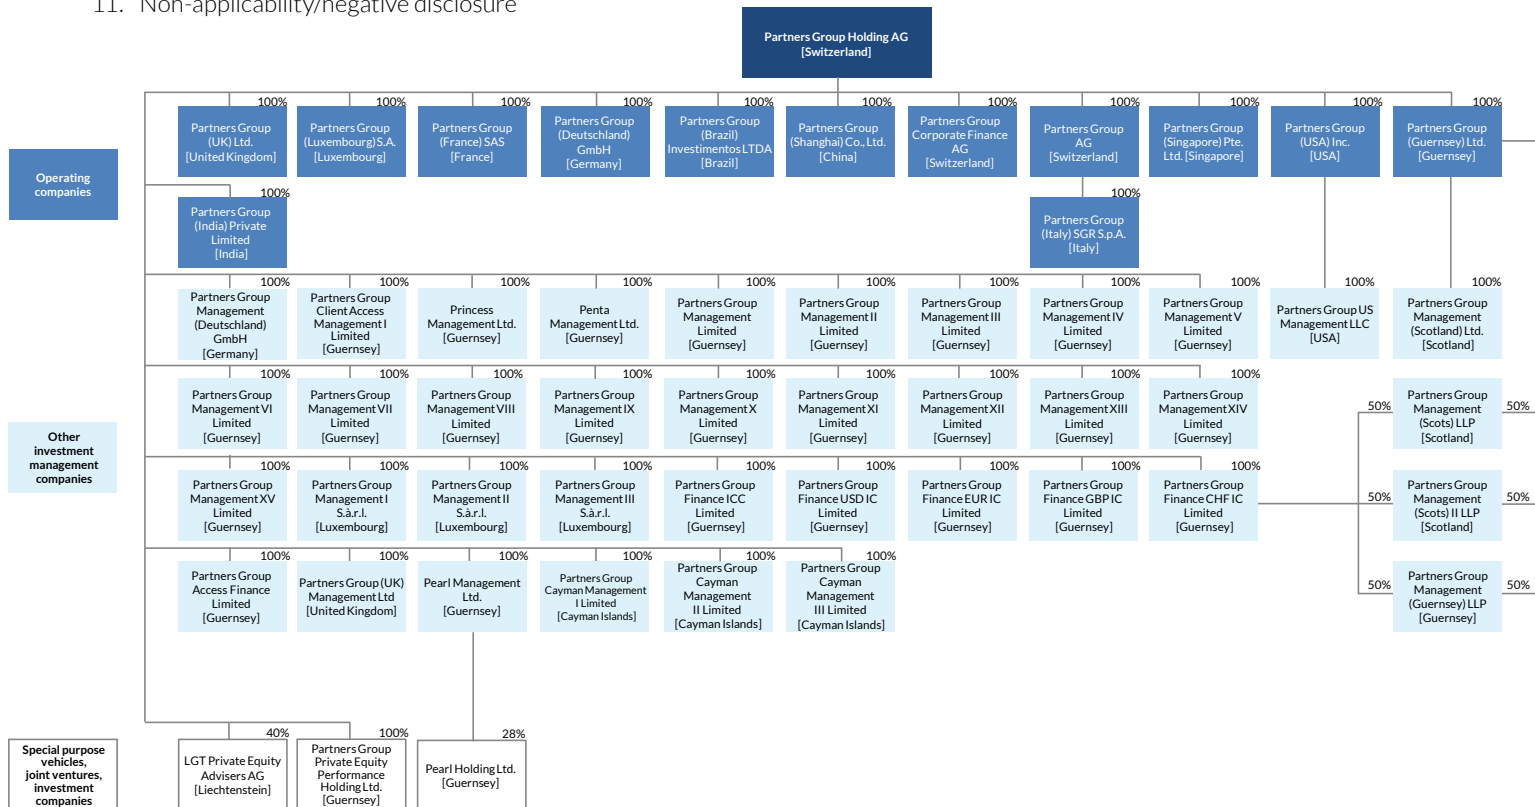 11. Non-applicability/negative disclosure
Partners Group Holding AG
[Switzerland]
100%
100%
100%
100%
100%
100%
100%
100%
100%
100%
100%
Partners Group
(UK) Ltd.
[United Kingdom]
Partners Group
(Luxembourg) S.A.
[Luxembourg]
Partners Group
(France) SAS
[France]
Partners Group
(Deutschland)
GmbH
[Germany]
Partners Group
(Brazil)
Investimentos LTDA
[Brazil]
Partners Group
(Shanghai) Co., Ltd.
[China]
Partners Group
Corporate Finance
AG
[Switzerland]
Partners Group
AG
[Switzerland]
Partners Group
(Singapore) Pte.
Ltd. [Singapore]
Partners Group
(USA) Inc.
[USA]
Partners Group
(Guernsey) Ltd.
[Guernsey]
Operating
companies
100%
100%
Partners Group
(India) Private
Limited
[India]
Partners Group
(Italy) SGR S.p.A.
[Italy]
100%
100%
100%
100%
100%
100%
100%
100%
100%
100%
100%
Partners Group
Management
(Deutschland)
GmbH
[Germany]
Partners Group
Client Access
Management I
Limited
[Guernsey]
Princess
Management Ltd.
[Guernsey]
Penta
Management Ltd.
[Guernsey]
Partners Group
Management
Limited
[Guernsey]
Partners Group
Management II
Limited
[Guernsey]
Partners Group
Management III
Limited
[Guernsey]
Partners Group
Management IV
Limited
[Guernsey]
Partners Group
Management V
Limited
[Guernsey]
Partners Group US
Management LLC
[USA]
Partners Group
Management
(Scotland) Ltd.
[Scotland]
100%
100%
100%
100%
100%
100%
100%
100%
100%
Partners Group
Management VI
Limited
[Guernsey]
Partners Group
Management VII
Limited
[Guernsey]
Partners Group
Management VIII
Limited
[Guernsey]
Partners Group
Management IX
Limited
[Guernsey]
Partners Group
Management X
Limited
[Guernsey]
Partners Group
Management XI
Limited
[Guernsey]
Partners Group
Management XII
Limited
[Guernsey]
Partners Group
Management XIII
Limited
[Guernsey]
Partners Group
Management XIV
Limited
[Guernsey]
50%
Partners Group
Management
(Scots) LLP
[Scotland]
50%
Other
investment
management
companies
100%
100%
100%
100%
100%
100%
100%
100%
100%
Partners Group
Management XV
Limited
[Guernsey]
Partners Group
Management I
S.à.r.l.
[Luxembourg]
Partners Group
Management II
S.à.r.l.
[Luxembourg]
Partners Group
Management III
S.à.r.l.
[Luxembourg]
Partners Group
Finance ICC
Limited
[Guernsey]
Partners Group
Finance USD IC
Limited
[Guernsey]
Partners Group
Finance EUR IC
Limited
[Guernsey]
Partners Group
Finance GBP IC
Limited
[Guernsey]
Partners Group
Finance CHF IC
Limited
[Guernsey]
50%
Partners Group
Management
(Scots) II LLP
[Scotland]
50%
100%
100%
100%
100%
100%
100%
Partners Group
Access Finance
Limited
[Guernsey]
Partners Group (UK)
Management Ltd
[United Kingdom]
Pearl Management
Ltd.
[Guernsey]
Partners Group
Cayman Management
I Limited
[Cayman Islands]
Partners Group
Cayman
Management
II Limited
[Cayman Islands]
Partners Group
Cayman
Management
III Limited
[Cayman Islands]
50%
Partners Group
Management
(Guernsey) LLP
[Guernsey]
50%
Special purpose
vehicles,
joint ventures,
investment
companies
40%
100%
28%
LGT Private Equity
Advisers AG
[Liechtenstein]
Partners Group
Private Equity
Performance
Holding Ltd.
[Guernsey]
Pearl Holding Ltd.
[Guernsey]